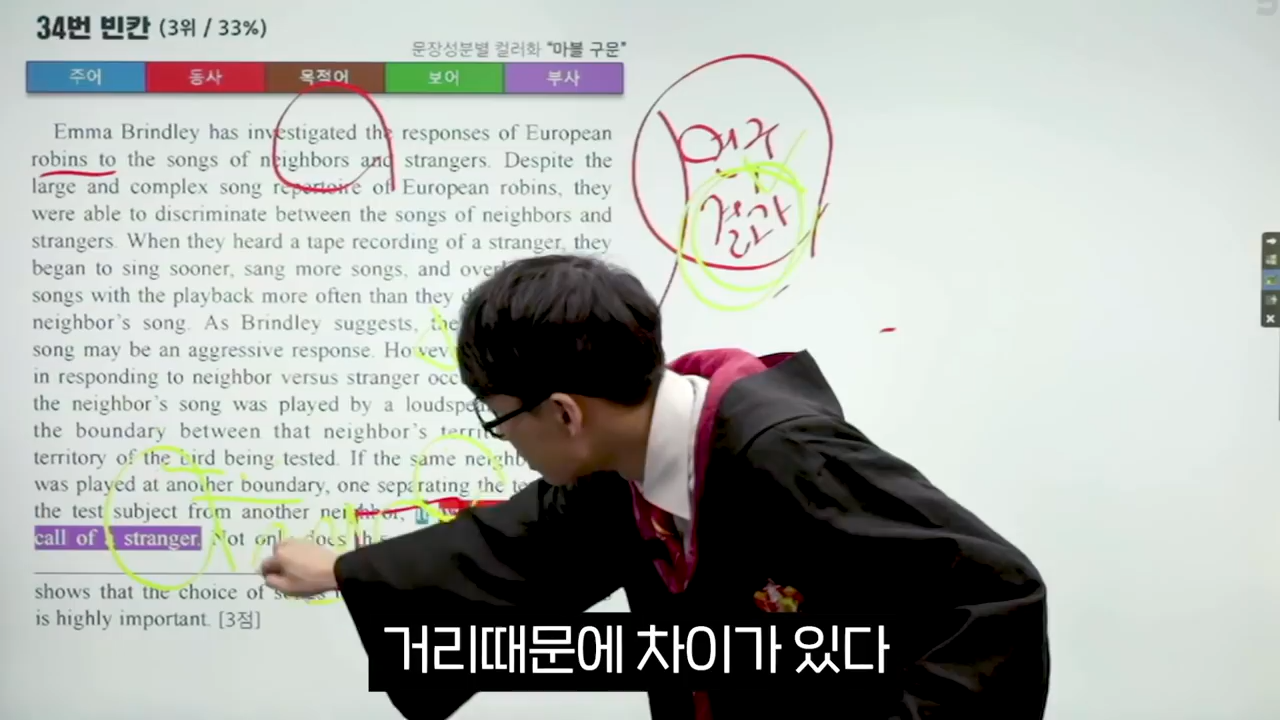 34번 빈칸 (3위 / 33%)
문장성분별 컬러화 "마볼 구문"
주어 동사 목적어 보어 부사
Emma Brindley has investigated the responses of European
robins to the songs of neighbors and strangers. Despite the
large and complex song repertoire of European robins, they
were able to discriminate between the songs of neighbors and
strangers. When they heard a tape recording of a stranger, they
began to sing sooner, sang more songs, and
songs with the playback more often than they
neighbor's song. As Brindley suggests,
song may be an aggressive response.
in responding to neighbor versus stranger
the neighbor's song was played by a
the boundary between that neighbor's
territory of the bird being tested. If the same
was played at another boundary, one separating the
the test subject from another neighbor,
call of a stranger. Not only does
shows that the choice of
is highly important. [3점]
연구
결과
거리때문에 차이가 있다